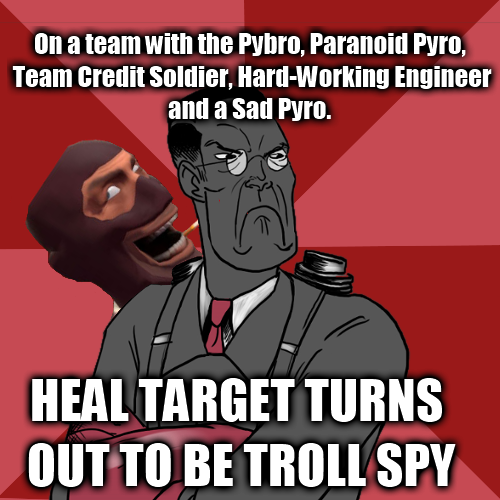 On a team with the Pybro, Paranoid Pyro,
Team Credit Soldier, Hard-Working Engineer
and a Sad Pyro.
HEAL TARGET TURNS
OUT TO BE TROLL SPY